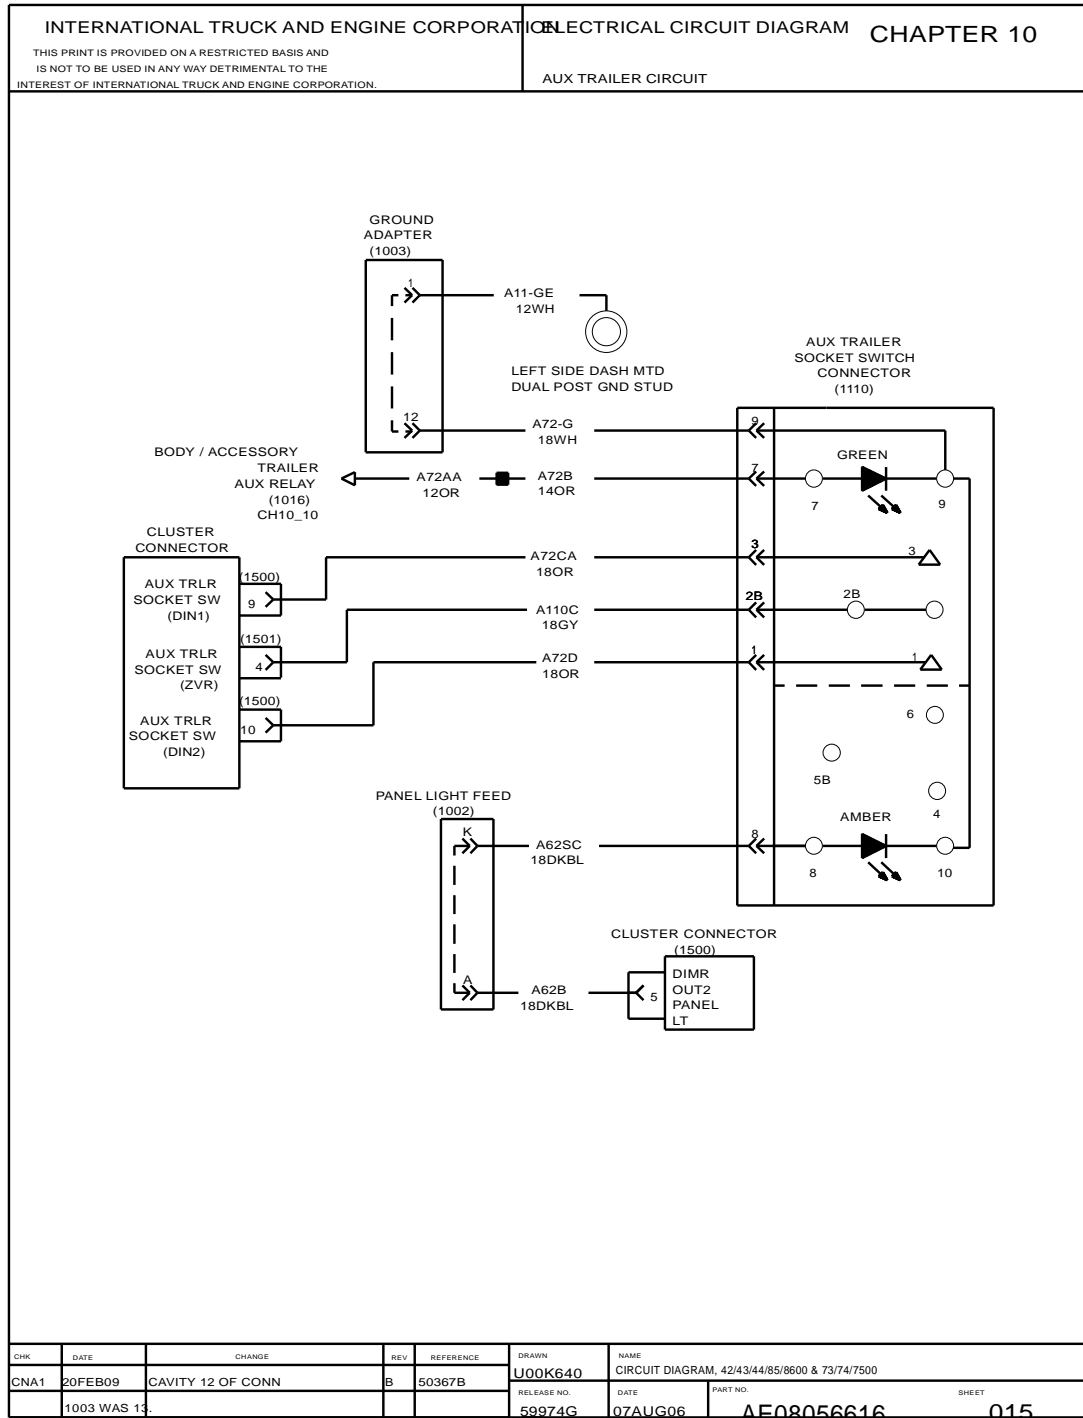 INTERNATIONAL TRUCK AND ENGINE CORPORATION
THIS PRINT IS PROVIDED ON A RESTRICTED BASIS AND
IS NOT TO BE USED IN ANY WAY DETRIMENTAL TO THE
INTEREST OF INTERNATIONAL TRUCK AND ENGINE CORPORATION.
ELECTRICAL CIRCUIT DIAGRAM
CHAPTER 10
AUX TRAILER CIRCUIT
GROUND
ADAPTER
(1003)
1
A11-GE
12WH
LEFT SIDE DASH MTD
DUAL POST GND STUD
AUX TRAILER
SOCKET SWITCH
CONNECTOR
(1110)
12
A72-G
18WH
9
BODY / ACCESSORY
TRAILER
AUX RELAY
(1016)
CH10_10
A72AA
12OR
A72B
14OR
7
GREEN
7
9
CLUSTER
CONNECTOR
AUX TRLR
SOCKET SW
(DIN1)
(1500)
9
A72CA
18OR
3
3
AUX TRLR
SOCKET SW
(ZVR)
(1501)
4
A110C
18GY
2B
2B
AUX TRLR
SOCKET SW
(DIN2)
(1500)
10
A72D
18OR
1
1
6
5B
4
PANEL LIGHT FEED
(1002)
K
A62SC
18DKBL
8
AMBER
8
10
A
A62B
18DKBL
CLUSTER CONNECTOR
(1500)
5
DIMR
OUT2
PANEL
LT
CHK DATE CHANGE REV REFERENCE
CNA1 20FEB09 CAVITY 12 OF CONN B 50367B
1003 WAS 13.
DRAWN
U00K640
NAME
CIRCUIT DIAGRAM, 42/43/44/85/8600 & 73/74/7500
RELEASE NO.
59974G
DATE
07AUG06
PART NO.
AE08056616
SHEET
015